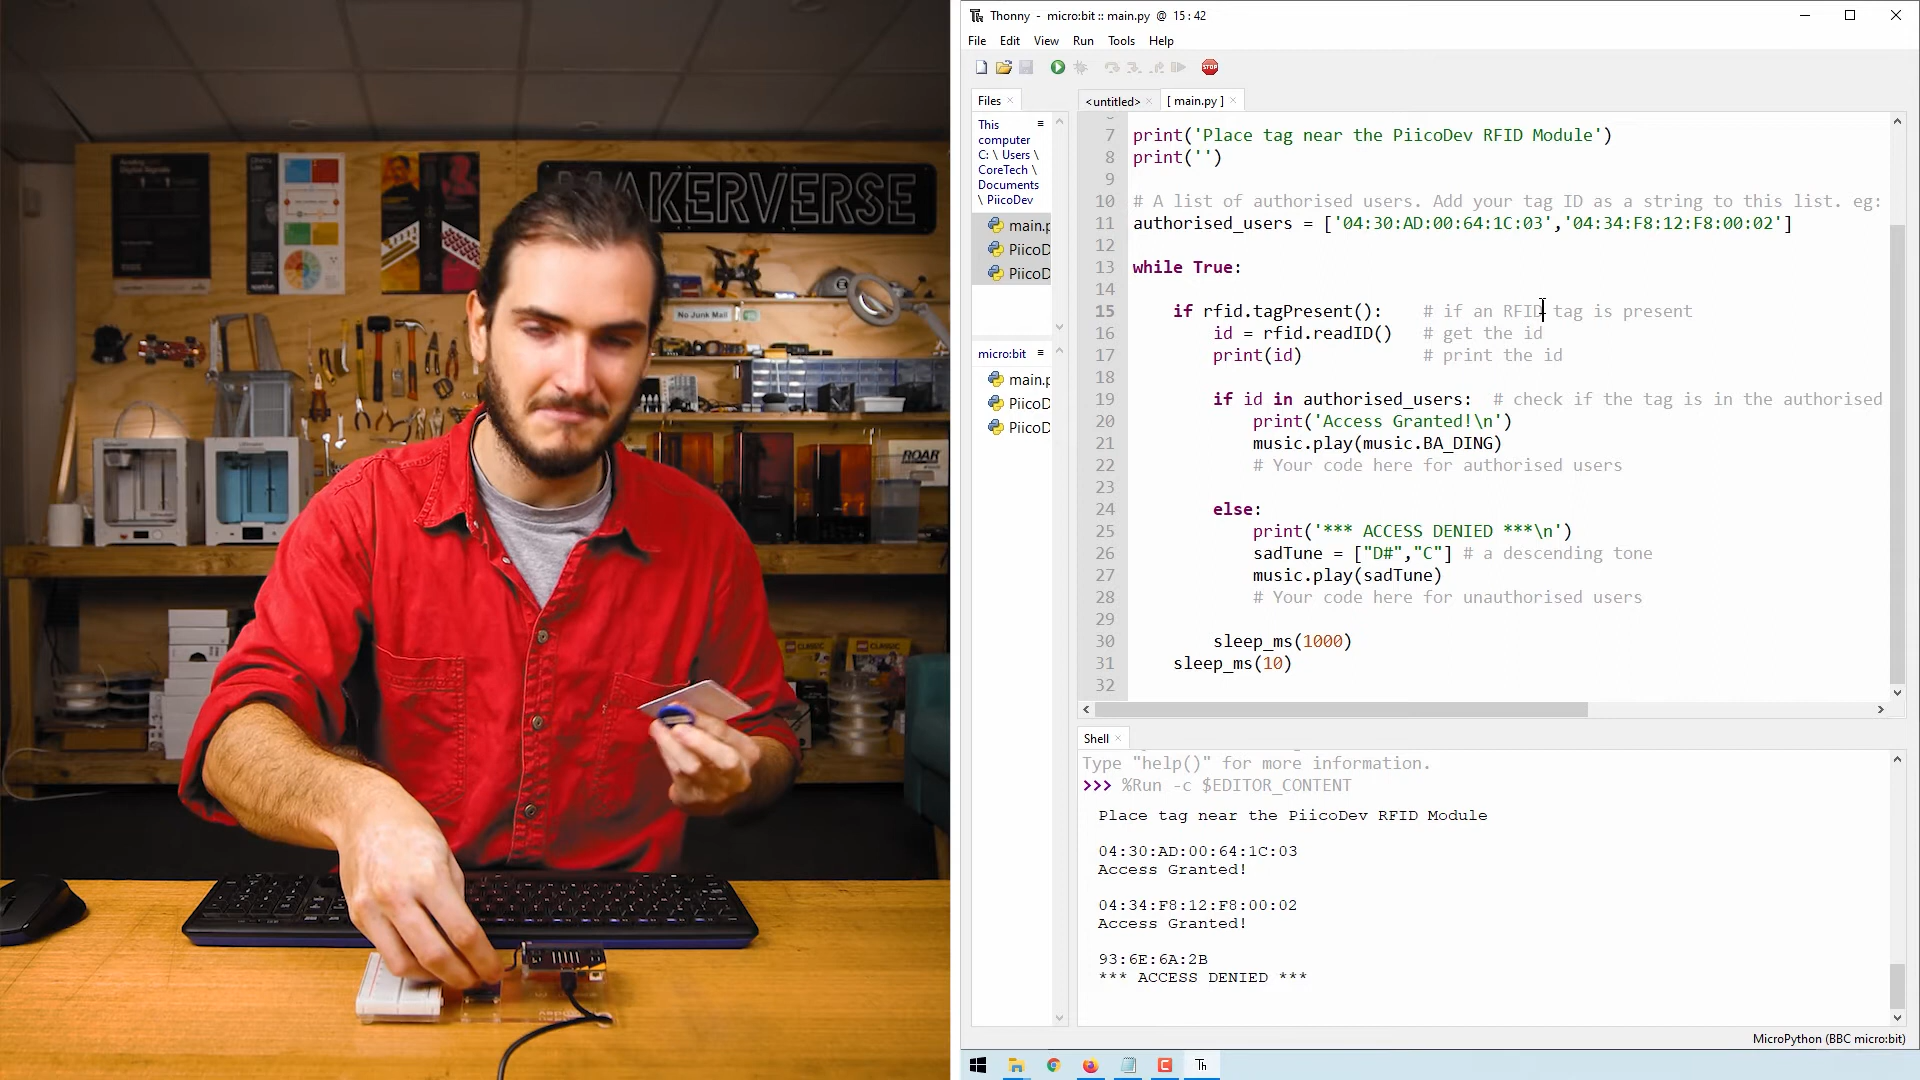 MAKERVERSE
No Junk Mail
ROAR
CLASSIC
CLASSIC
Th Thonny - micro:bit :: main.py @ 15 : 42
File Edit View Run Tools Help
STOP
Files
<untitled> [ main.py ]
This
computer
C: \ Users \
CoreTech \
Documents
\ PiicoDev
main.p
PiicoD
PiicoD
micro:bit
main.p
PiicoD
PiicoD
7 print('Place tag near the PiicoDev RFID Module')
8 print('')
9
10 # A list of authorised users. Add your tag ID as a string to this list. eg:
11 authorised_users = ['04:30:AD:00:64:1C:03','04:34:F8:12:F8:00:02']
12
13 while True:
14
15 if rfid.tagPresent(): # if an RFID tag is present
16 id = rfid.readID() # get the id
17 print(id) # print the id
18
19 if id in authorised_users: # check if the tag is in the authorised
20 print('Access Granted!\n')
21 music.play(music.BA_DING)
22 # Your code here for authorised users
23
24 else:
25 print('*** ACCESS DENIED ***\n')
26 sadTune = ["D#","C"] # a descending tone
27 music.play(sadTune)
28 # Your code here for unauthorised users
29
30 sleep_ms(1000)
31 sleep_ms(10)
32
Shell
Type "help()" for more information.
>>> %Run -c $EDITOR_CONTENT
Place tag near the PiicoDev RFID Module
04:30:AD:00:64:1C:03
Access Granted!
04:34:F8:12:F8:00:02
Access Granted!
93:6E:6A:2B
*** ACCESS DENIED ***
MicroPython (BBC micro:bit)
Th